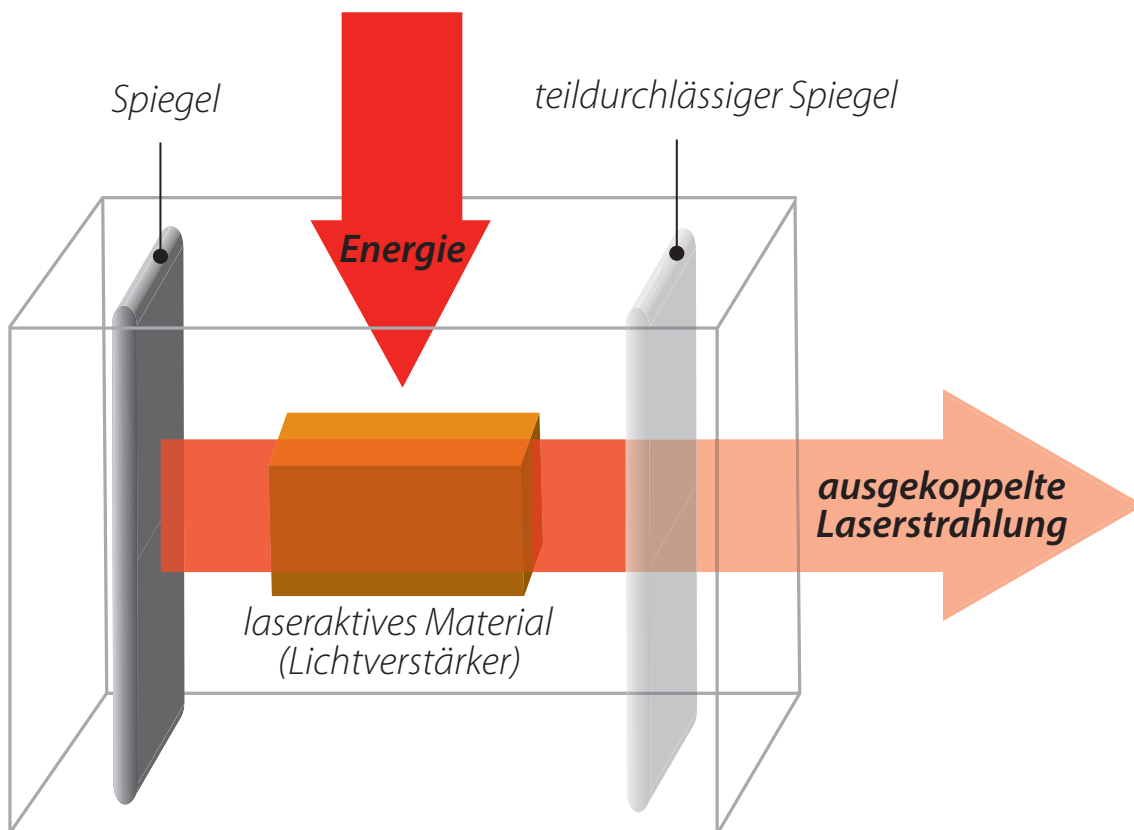 Spiegel
teildurchlässiger Spiegel
Energie
ausgekoppelte
Laserstrahlung
laseraktives Material
(Lichtverstärker)